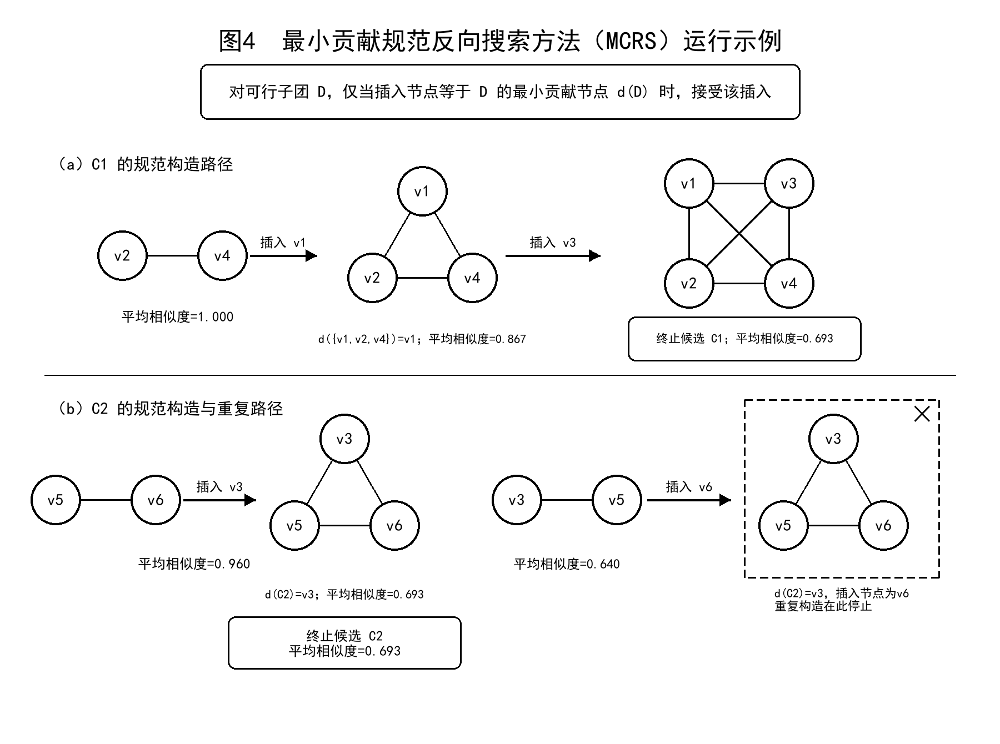 图4 最小贡献规范反向搜索方法（MCRS）运行示例
对可行子团 D，仅当插入节点等于 D 的最小贡献节点 d(D) 时，接受该插入
（a）C1 的规范构造路径
v1
v3
v1
v2
v4
插入 v1
插入 v3
v2
v4
v2
v4
平均相似度=1.000
d({v1,v2,v4})=v1；平均相似度=0.867
终止候选 C1；平均相似度=0.693
（b）C2 的规范构造与重复路径
v3
v3
v5
v6
插入 v3
v3
v5
插入 v6
v5
v6
v5
v6
平均相似度=0.960
平均相似度=0.640
d(C2)=v3；平均相似度=0.693
d(C2)=v3，插入节点为v6
重复构造在此停止
终止候选 C2
平均相似度=0.693